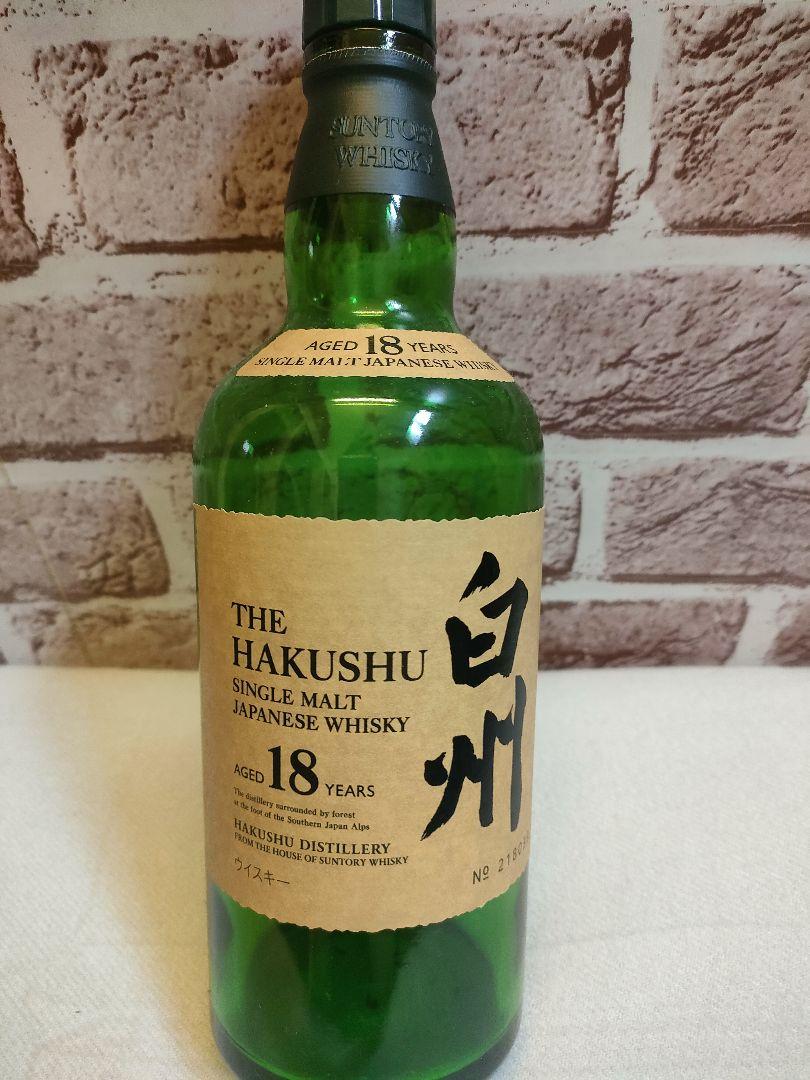 SUNTORY
WHISKY
AGED 18 YEARS
SINGLE MALT JAPANESE WHISKY
THE
HAKUSHU
SINGLE MALT
JAPANESE WHISKY
AGED 18 YEARS
The distillery surrounded by forest
at the foot of the Southern Japan Alps
HAKUSHU DISTILLERY
FROM THE HOUSE OF SUNTORY WHISKY
ウイスキー
白州
No